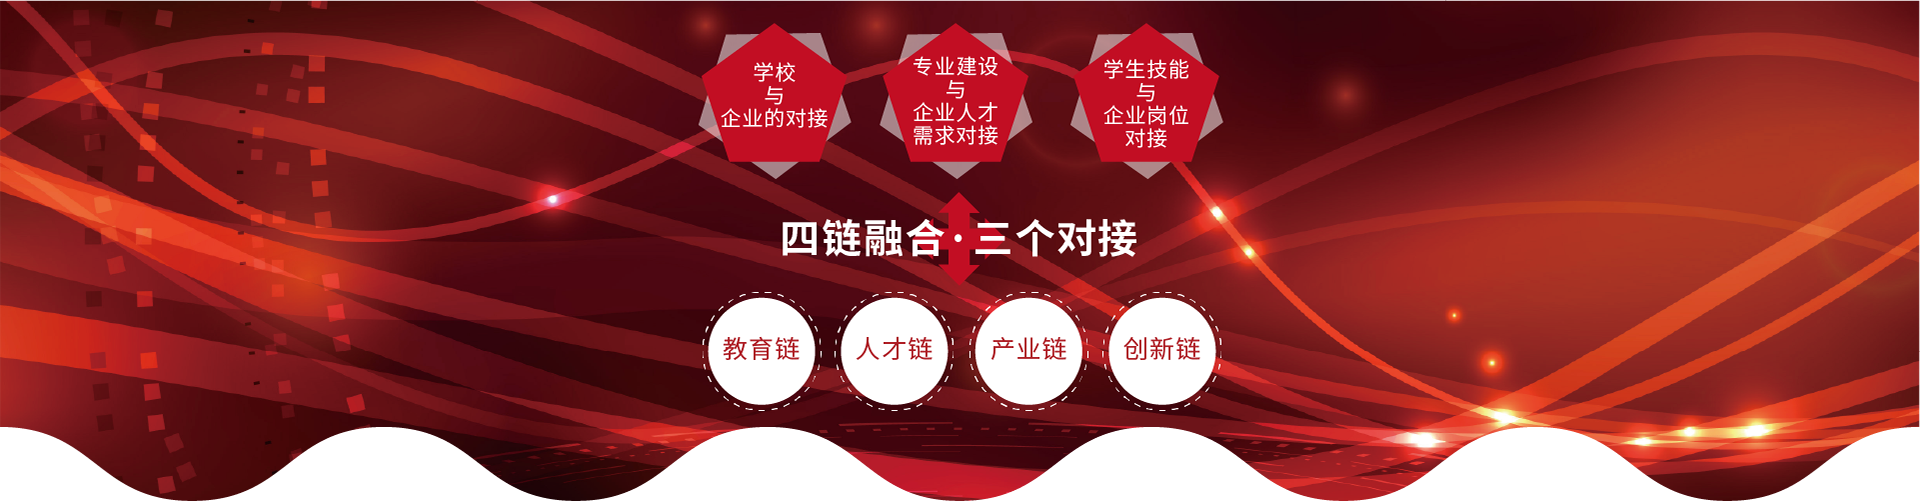 学校
与
企业的对接
专业建设
与
企业人才
需求对接
学生技能
与
企业岗位
对接
四链融合·三个对接
教育链
人才链
产业链
创新链